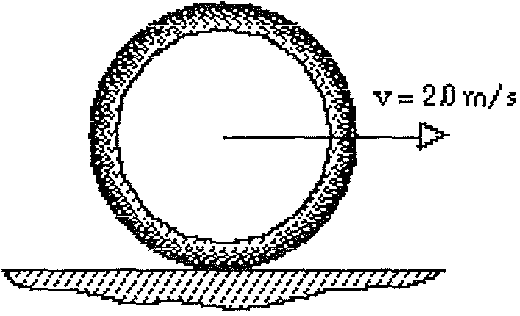 v = 2.0 m/s